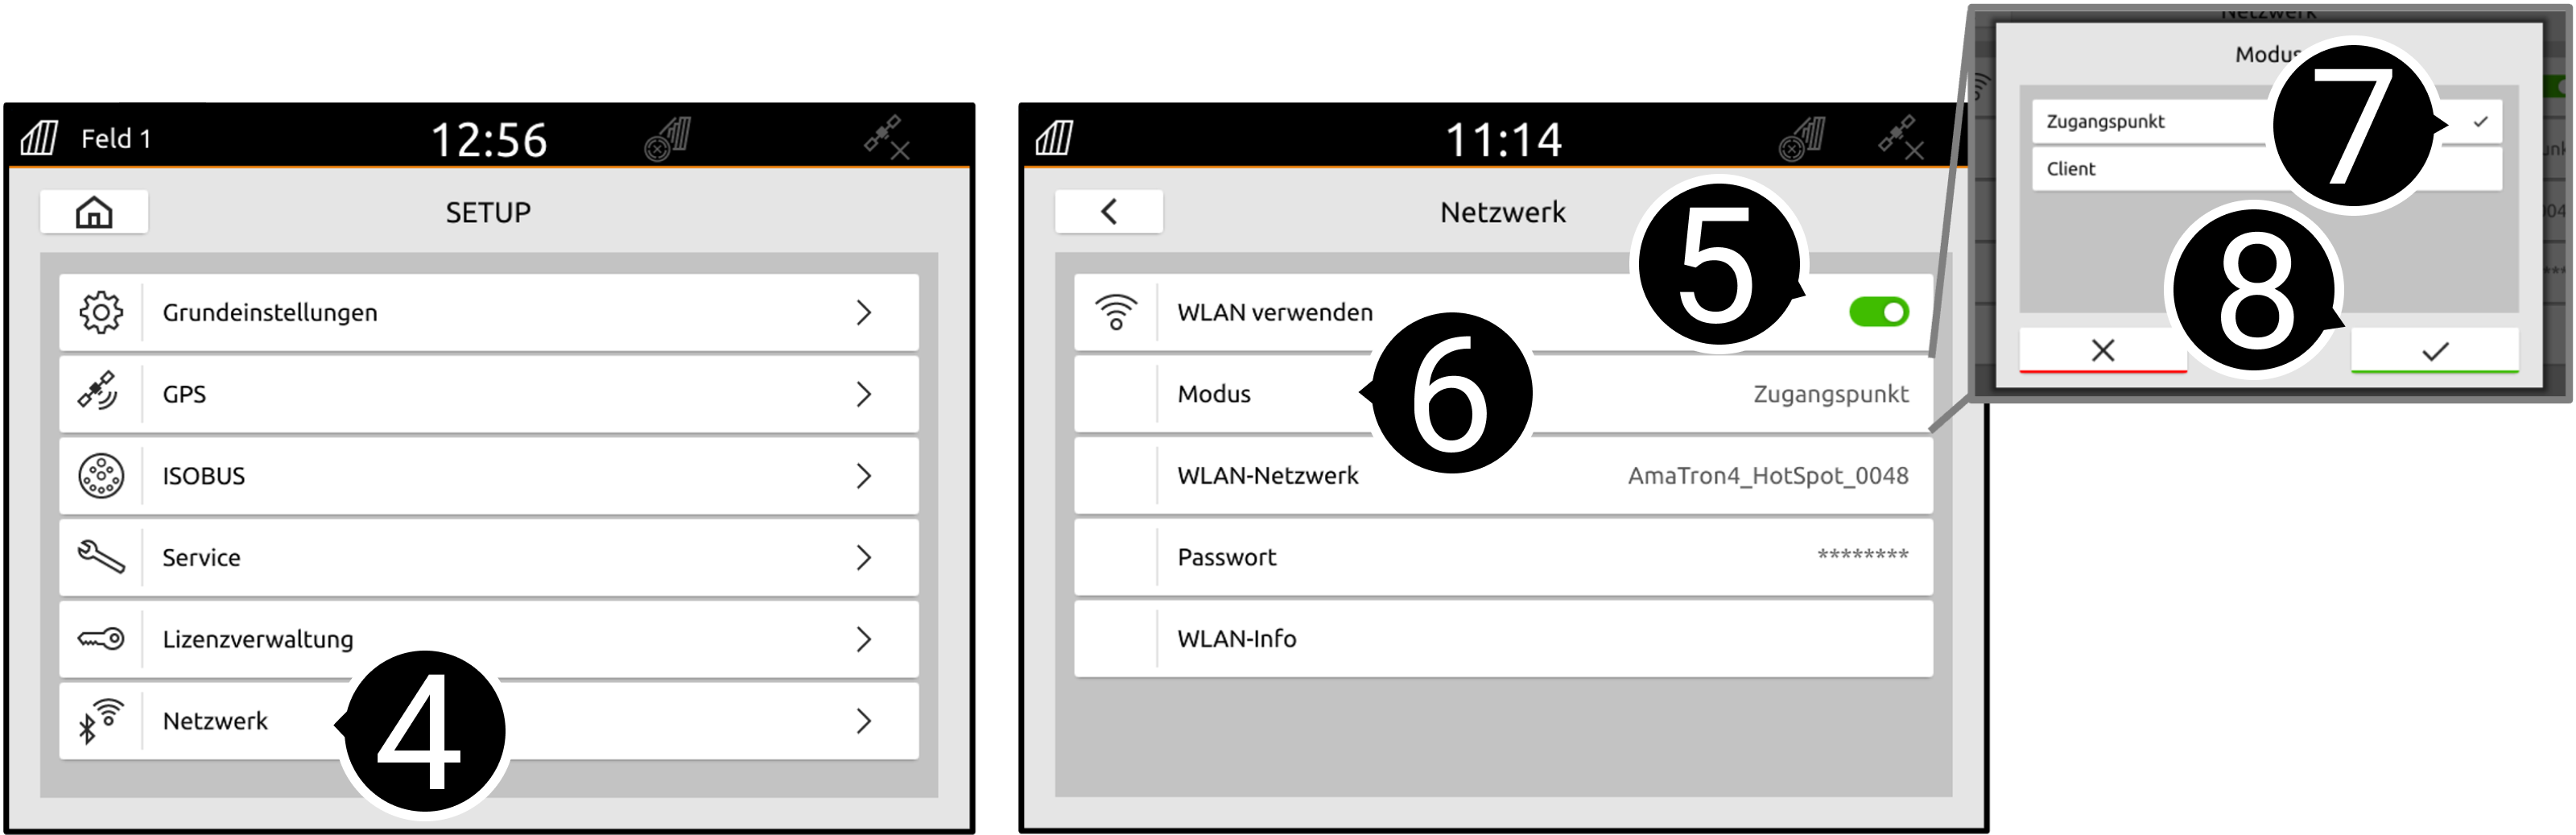 Feld 1
12:56
SETUP
Grundeinstellungen
GPS
ISOBUS
Service
Lizenzverwaltung
Netzwerk
4
11:14
Netzwerk
5
WLAN verwenden
6
Modus
Zugangspunkt
WLAN-Netzwerk
AmaTron4_HotSpot_0048
Passwort
********
WLAN-Info
Netzwerk
Modus
7
Zugangspunkt
Client
8